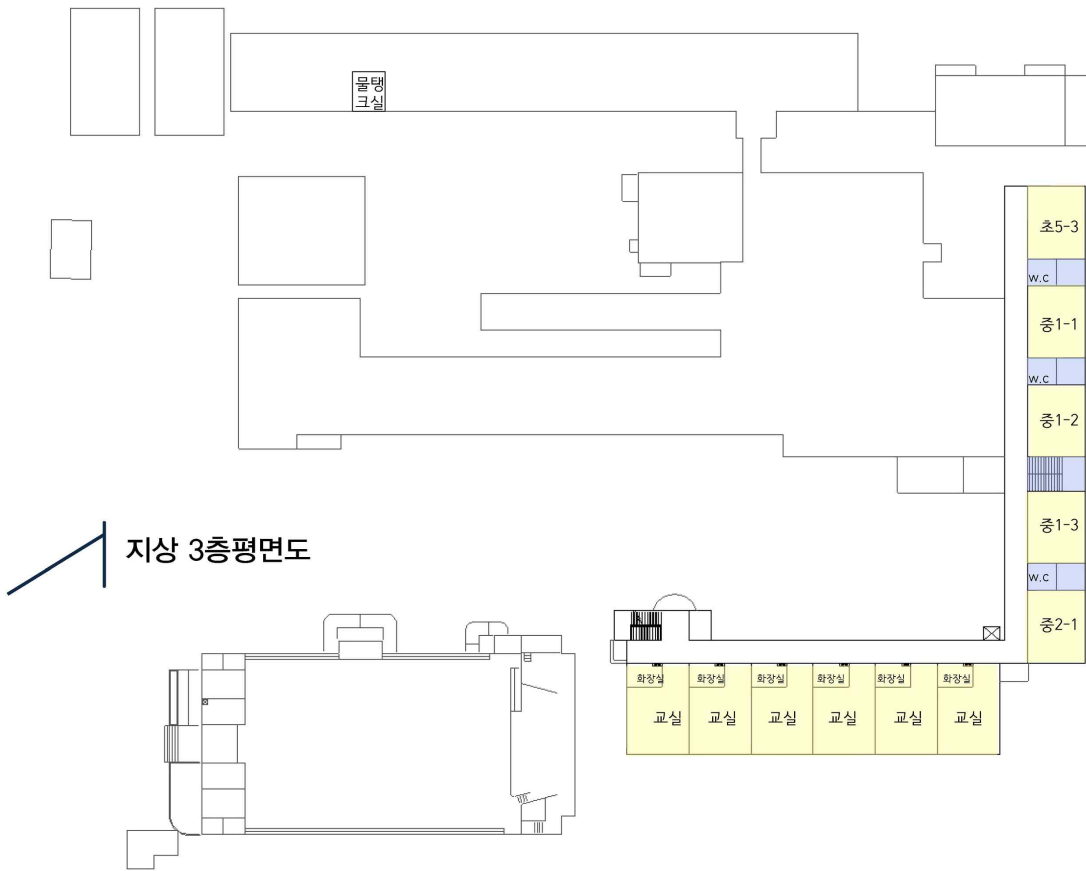 물탱
크실
초5-3
w.c
중1-1
w.c
중1-2
중1-3
w.c
중2-1
지상 3층평면도
화장실 화장실 화장실 화장실 화장실 화장실
교실 교실 교실 교실 교실 교실